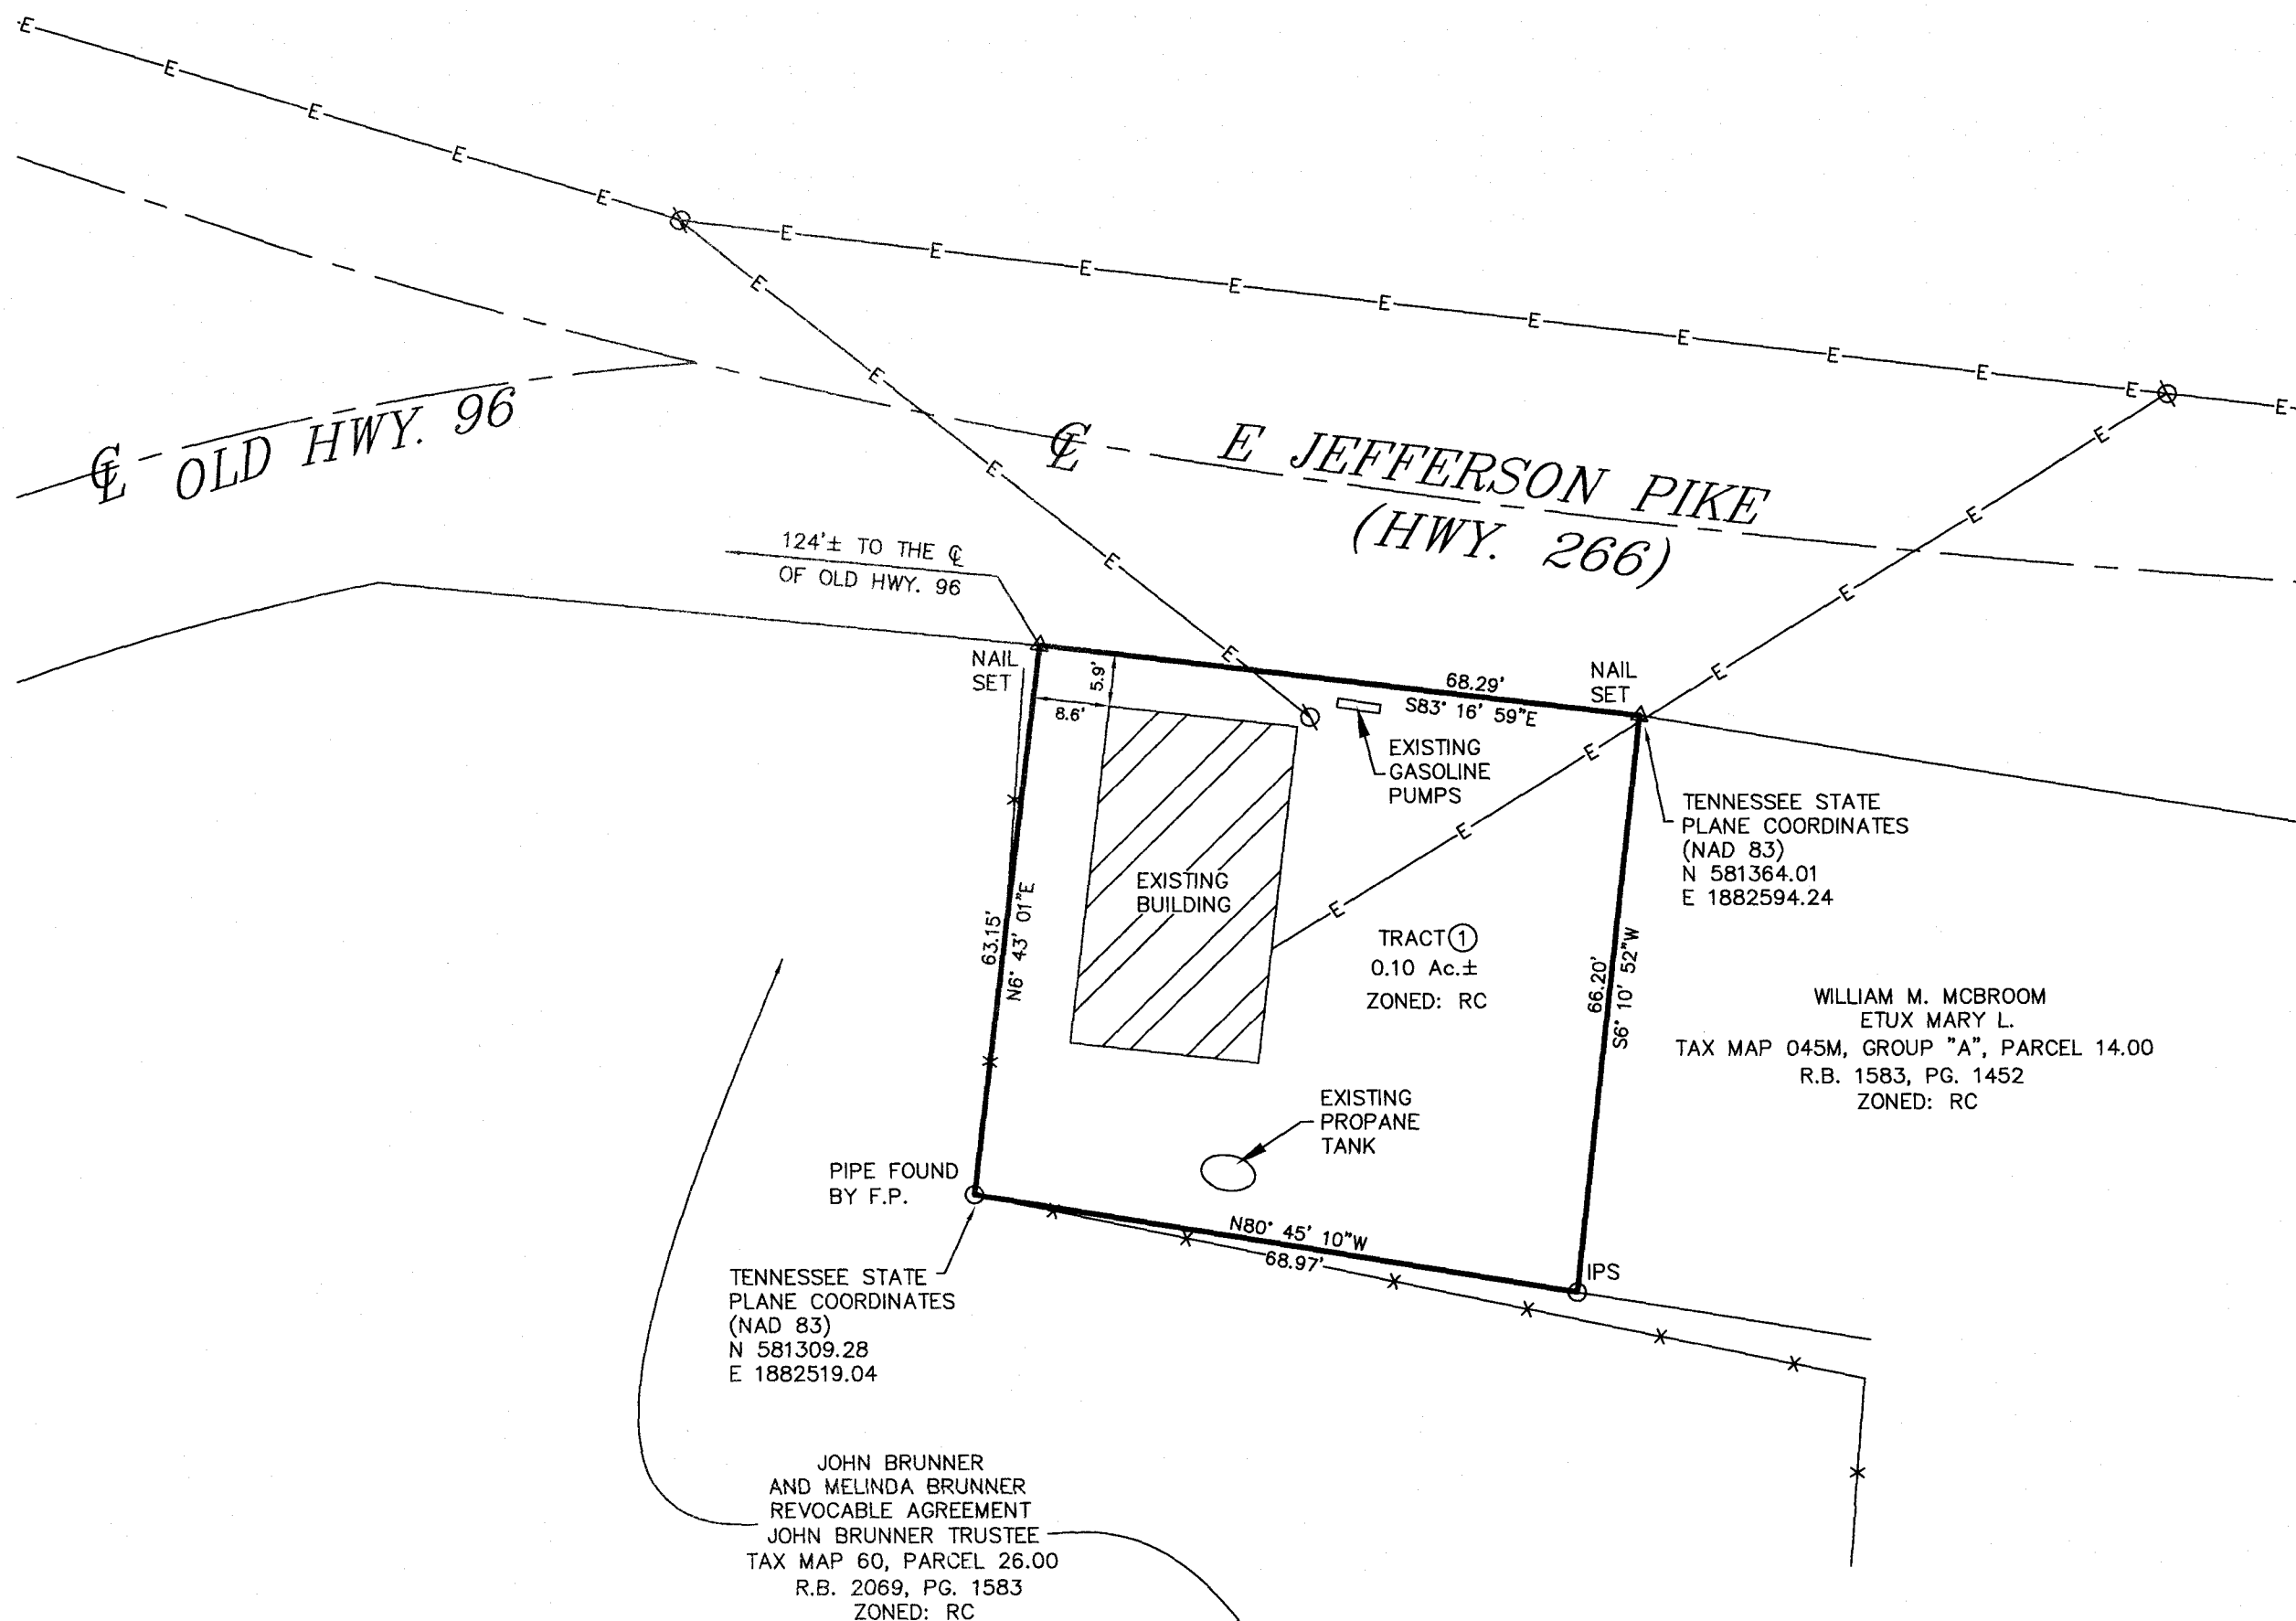 E E E E E
E E E E E E E E E E E
E E E E E
E E E E E E E
℄ OLD HWY. 96
℄ E JEFFERSON PIKE
(HWY. 266)
124'± TO THE ℄
OF OLD HWY. 96
NAIL
SET
5.9'
8.6'
68.29'
S83° 16' 59"E
NAIL
SET
EXISTING
GASOLINE
PUMPS
TENNESSEE STATE
PLANE COORDINATES
(NAD 83)
N 581364.01
E 1882594.24
EXISTING
BUILDING
63.15'
N6° 43' 01"E
TRACT 1
0.10 Ac.±
ZONED: RC
66.20'
S6° 10' 52"W
WILLIAM M. MCBROOM
ETUX MARY L.
TAX MAP 045M, GROUP "A", PARCEL 14.00
R.B. 1583, PG. 1452
ZONED: RC
EXISTING
PROPANE
TANK
PIPE FOUND
BY F.P.
N80° 45' 10"W
68.97'
IPS
TENNESSEE STATE
PLANE COORDINATES
(NAD 83)
N 581309.28
E 1882519.04
JOHN BRUNNER
AND MELINDA BRUNNER
REVOCABLE AGREEMENT
JOHN BRUNNER TRUSTEE
TAX MAP 60, PARCEL 26.00
R.B. 2069, PG. 1583
ZONED: RC